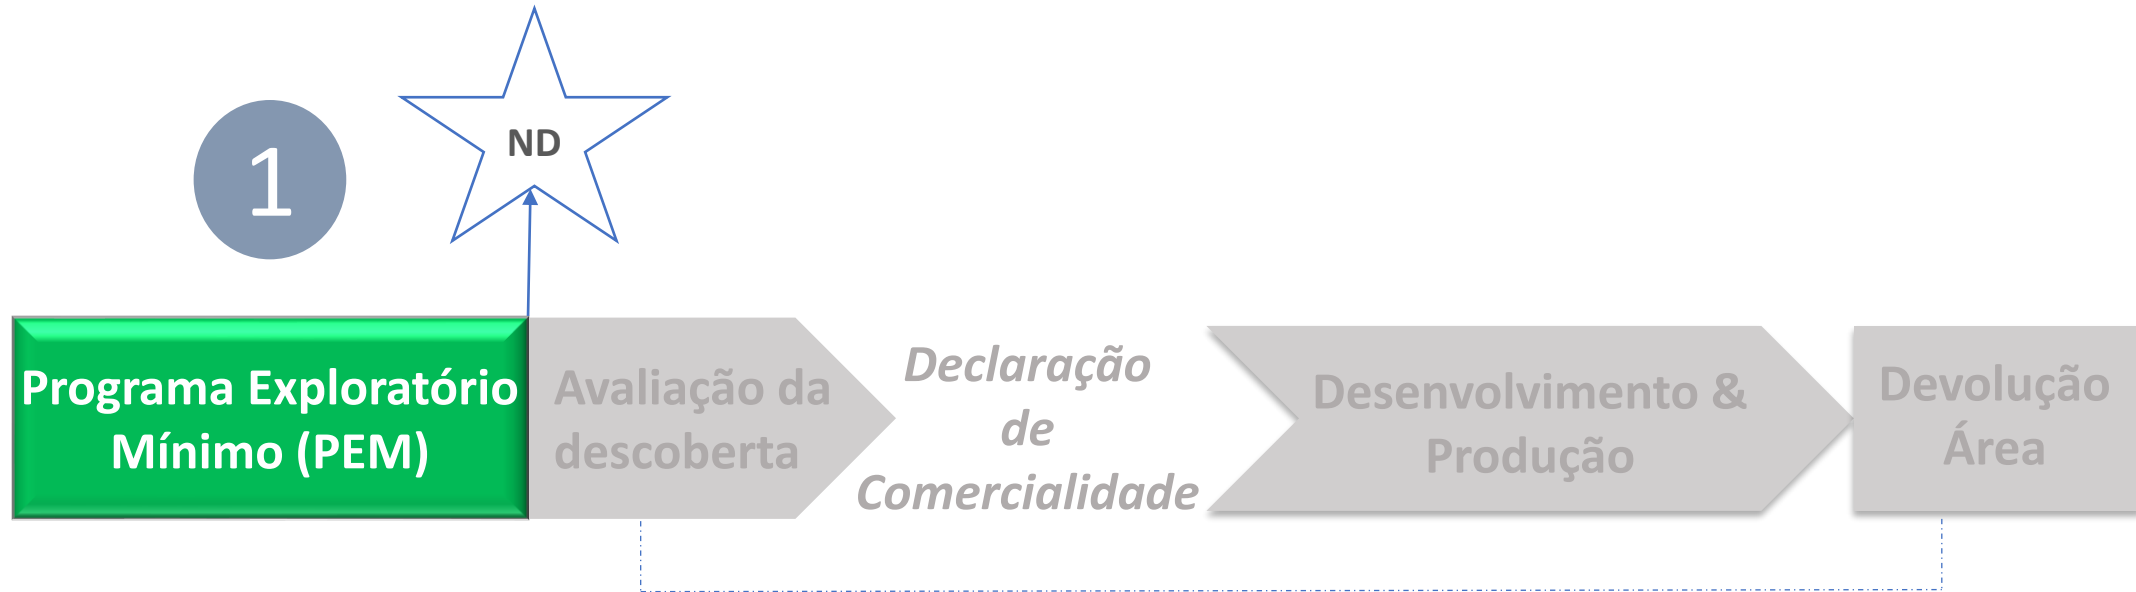 1
ND
Programa Exploratório
Mínimo (PEM)
Avaliação da
descoberta
Declaração
de
Comercialidade
Desenvolvimento &
Produção
Devolução
Área